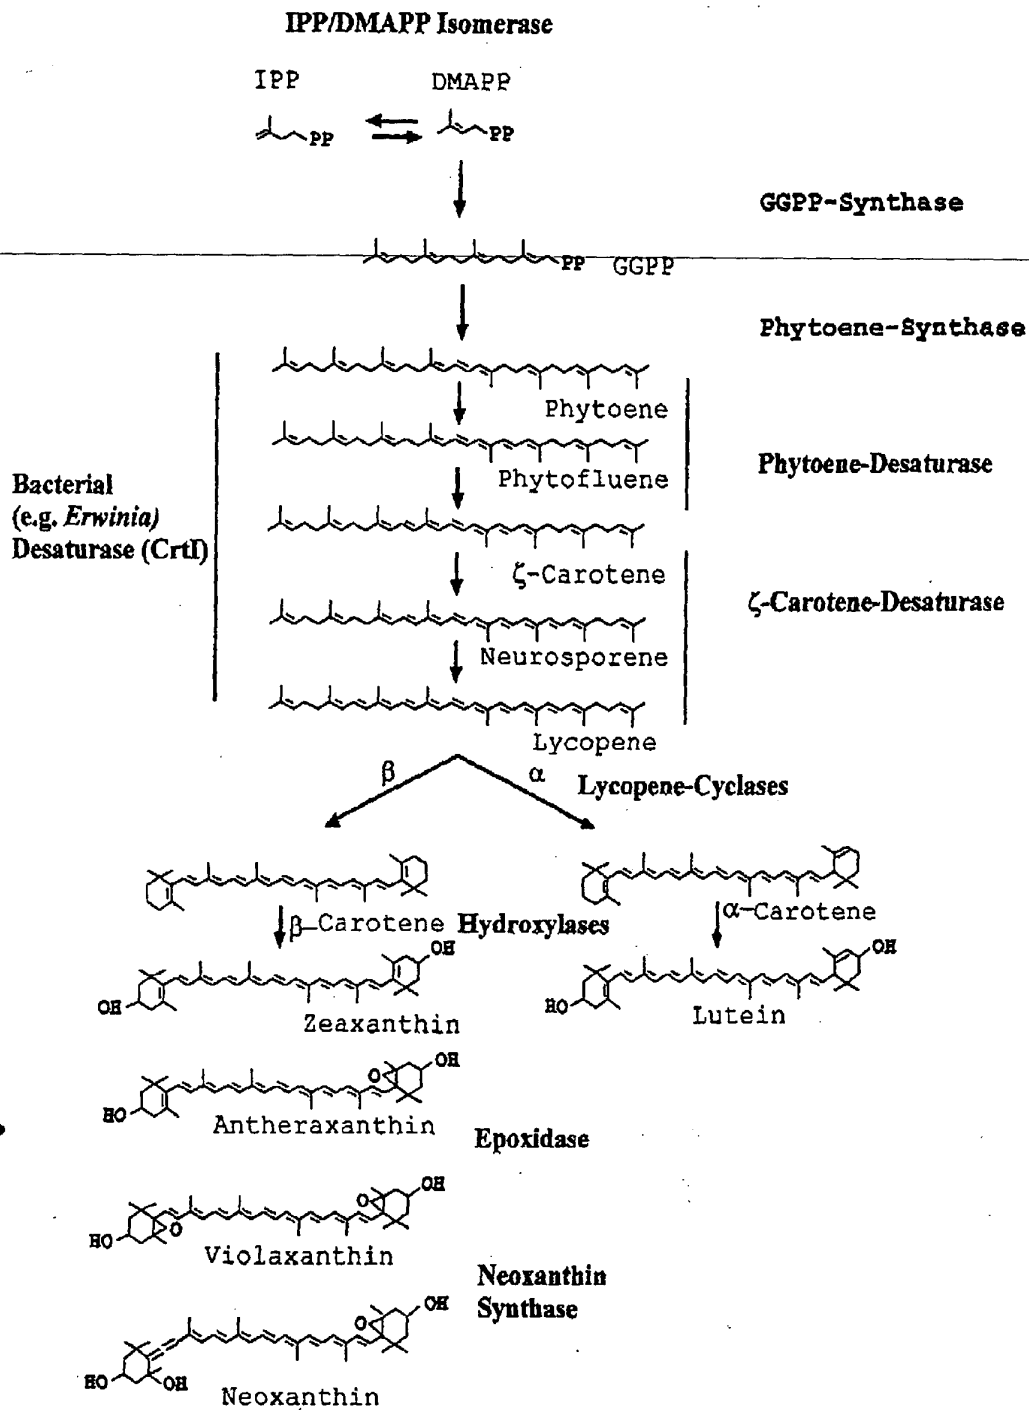 IPP/DMAPP Isomerase
IPP DMAPP
PP PP
GGPP-Synthase
PP GGPP
Phytoene-Synthase
Phytoene
Phytofluene
Phytoene-Desaturase
Bacterial
(e.g. Erwinia)
Desaturase (CrtI)
ζ-Carotene
ζ-Carotene-Desaturase
Neurosporene
Lycopene
β α
Lycopene-Cyclases
β-Carotene Hydroxylases
α-Carotene
OH
OH
OH
HO
Zeaxanthin
Lutein
OH
O
HO
Antheraxanthin
Epoxidase
OH
O
HO
O
Violaxanthin
Neoxanthin
Synthase
OH
O
HO
OH
Neoxanthin